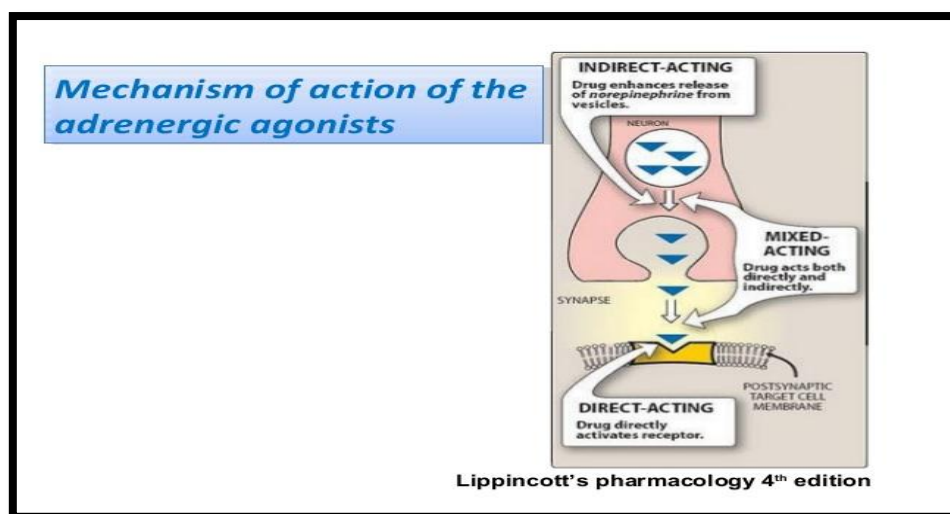 Mechanism of action of the
adrenergic agonists
INDIRECT-ACTING
Drug enhances release
of norepinephrine from
vesicles.
NEURON
MIXED-
ACTING
Drug acts both
directly and
indirectly.
SYNAPSE
POSTSYNAPTIC
TARGET CELL
MEMBRANE
DIRECT-ACTING
Drug directly
activates receptor.
Lippincott’s pharmacology 4th edition